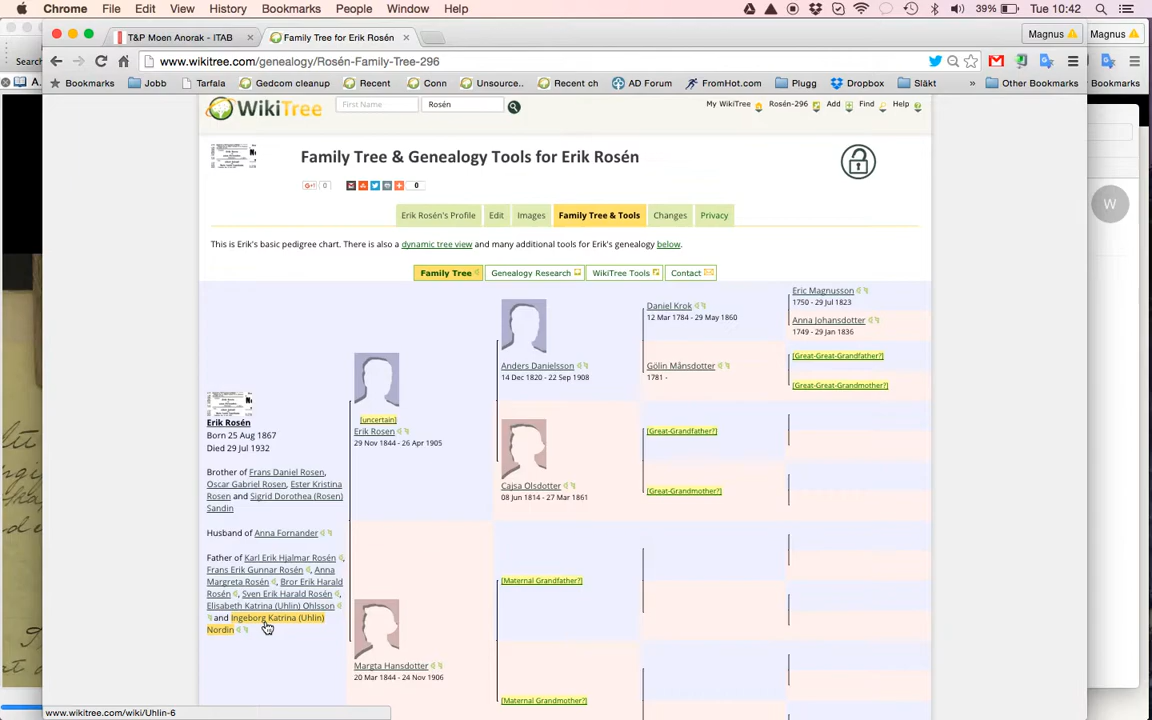 Chrome File Edit View History Bookmarks People Window Help 39% Tue 10:42
T&P Moen Anorak – ITAB Family Tree for Erik Rosén Magnus Magnus
Search
www.wikitree.com/genealogy/Rosén-Family-Tree-296
Bookmarks Jobb Tarfala Gedcom cleanup Recent Unsource.. Recent ch AD Forum FromHot.com Plugg Dropbox Släkt » Other Bookmarks Bookmarks
WikiTree First Name Rosén My WikiTree Rosén-296 Add Find Help
Family Tree & Genealogy Tools for Erik Rosén
G+1 0 0
Erik Rosén's Profile Edit Images Family Tree & Tools Changes Privacy
W
This is Erik's basic pedigree chart. There is also a dynamic tree view and many additional tools for Erik's genealogy below.
Family Tree Genealogy Research WikiTree Tools Contact
Erik Rosén
Born 25 Aug 1867
Died 29 Jul 1932
Brother of Frans Daniel Rosen,
Oscar Gabriel Rosen, Ester Kristina
Rosen and Sigrid Dorothea (Rosen)
Sandin
Husband of Anna Fornander
Father of Karl Erik Hjalmar Rosén,
Frans Erik Gunnar Rosén, Anna
Margreta Rosén, Bror Erik Harald
Rosén, Sven Erik Harald Rosén,
Elisabeth Katrina (Uhlin) Ohlsson
and Ingeborg Katrina (Uhlin)
Nordin
[uncertain]
Erik Rosen
29 Nov 1844 - 26 Apr 1905
Margta Hansdotter
20 Mar 1844 - 24 Nov 1906
Anders Danielsson
14 Dec 1820 - 22 Sep 1908
Cajsa Olsdotter
08 Jun 1814 - 27 Mar 1861
[Maternal Grandfather?]
[Maternal Grandmother?]
Daniel Krok
12 Mar 1784 - 29 May 1860
Gölin Månsdotter
1781 -
[Great-Grandfather?]
[Great-Grandmother?]
Eric Magnusson
1750 - 29 Jul 1823
Anna Johansdotter
1749 - 29 Jan 1836
[Great-Great-Grandfather?]
[Great-Great-Grandmother?]
www.wikitree.com/wiki/Uhlin-6